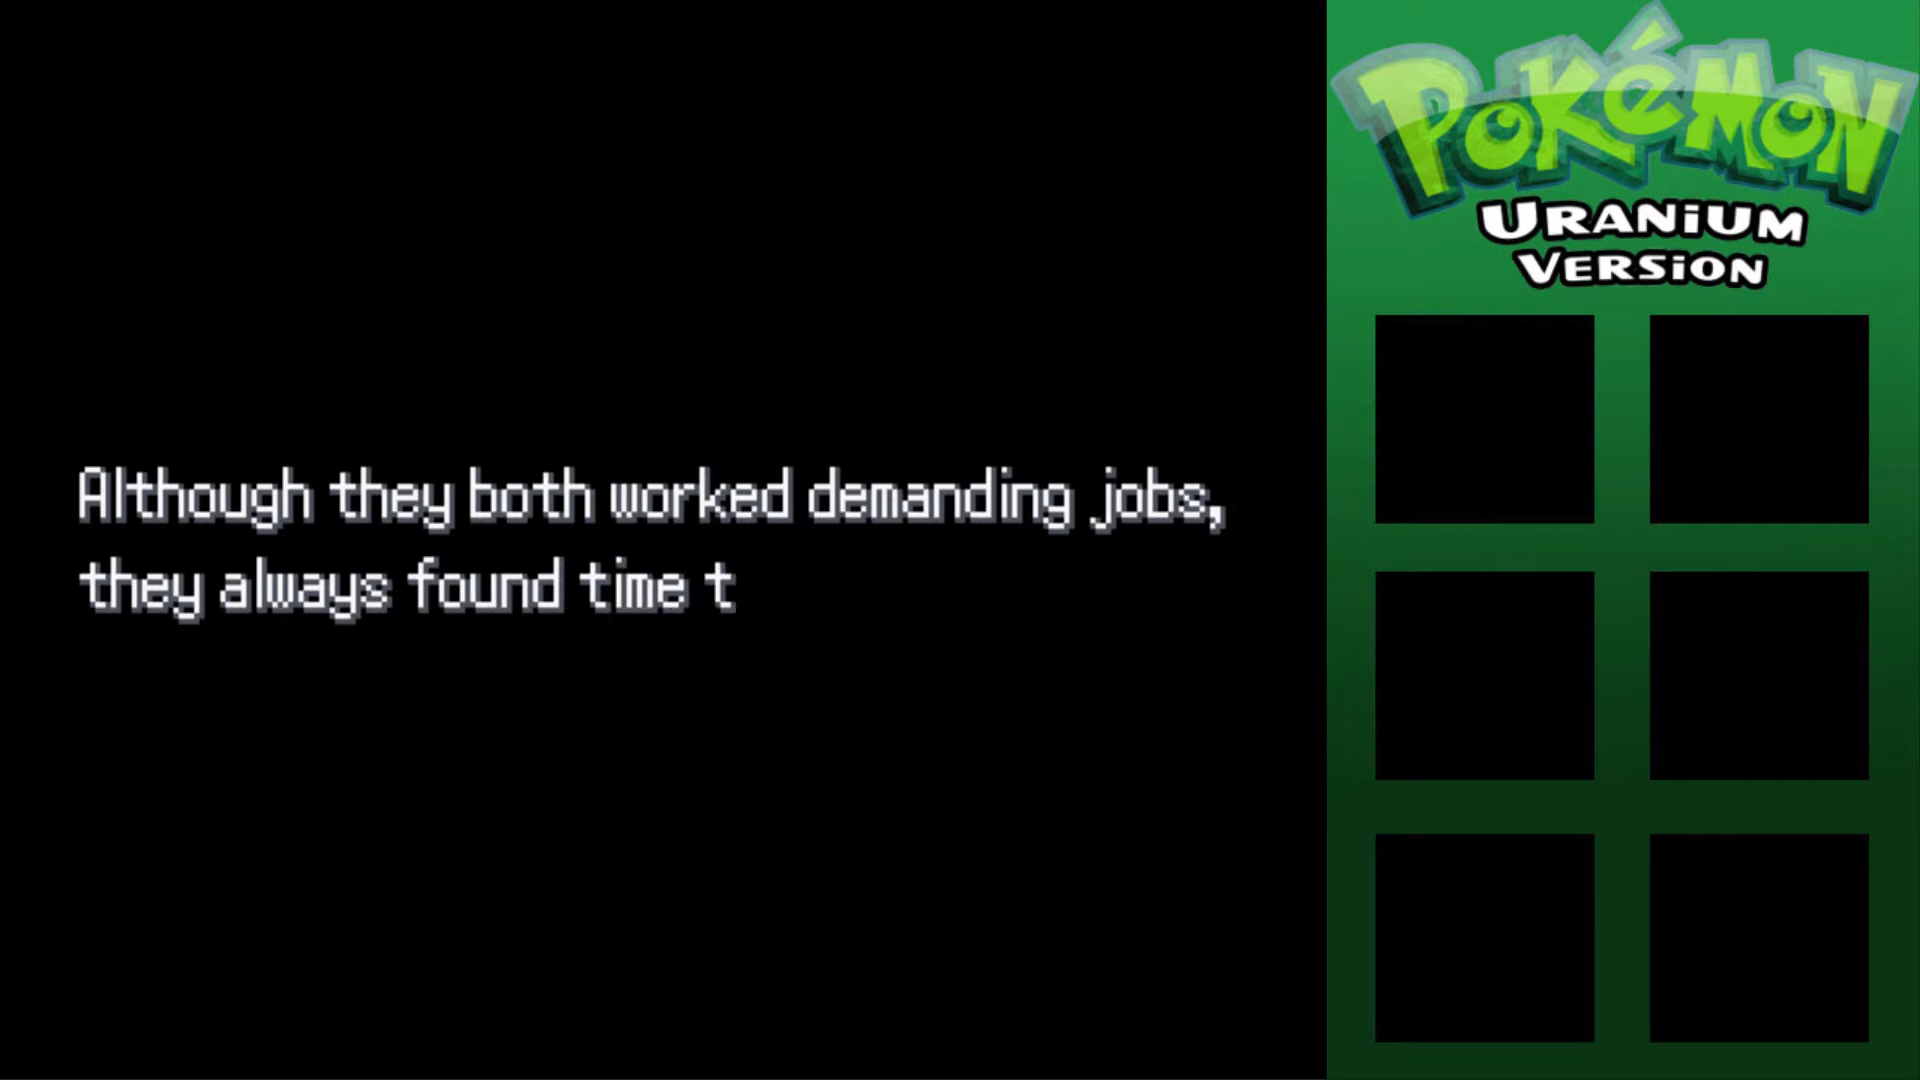 POKéMON
URANiUM
VERSiON
Although they both worked demanding jobs,
they always found time t